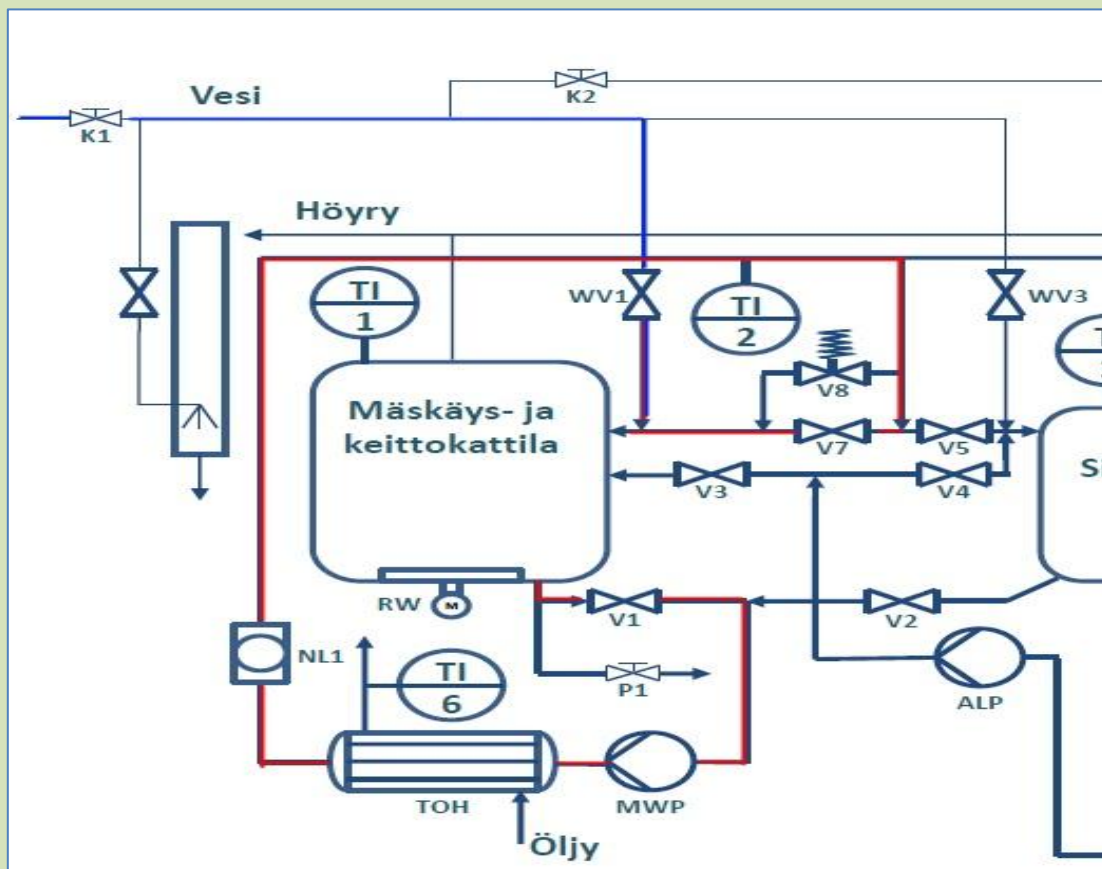 K2
Vesi
K1
Höyry
TI
1
WV1
TI
2
WV3
V8
Mäskäys- ja
keittokattila
V7
V5
V3
V4
RW
M
V1
V2
NL1
TI
6
P1
ALP
TOH
MWP
Öljy